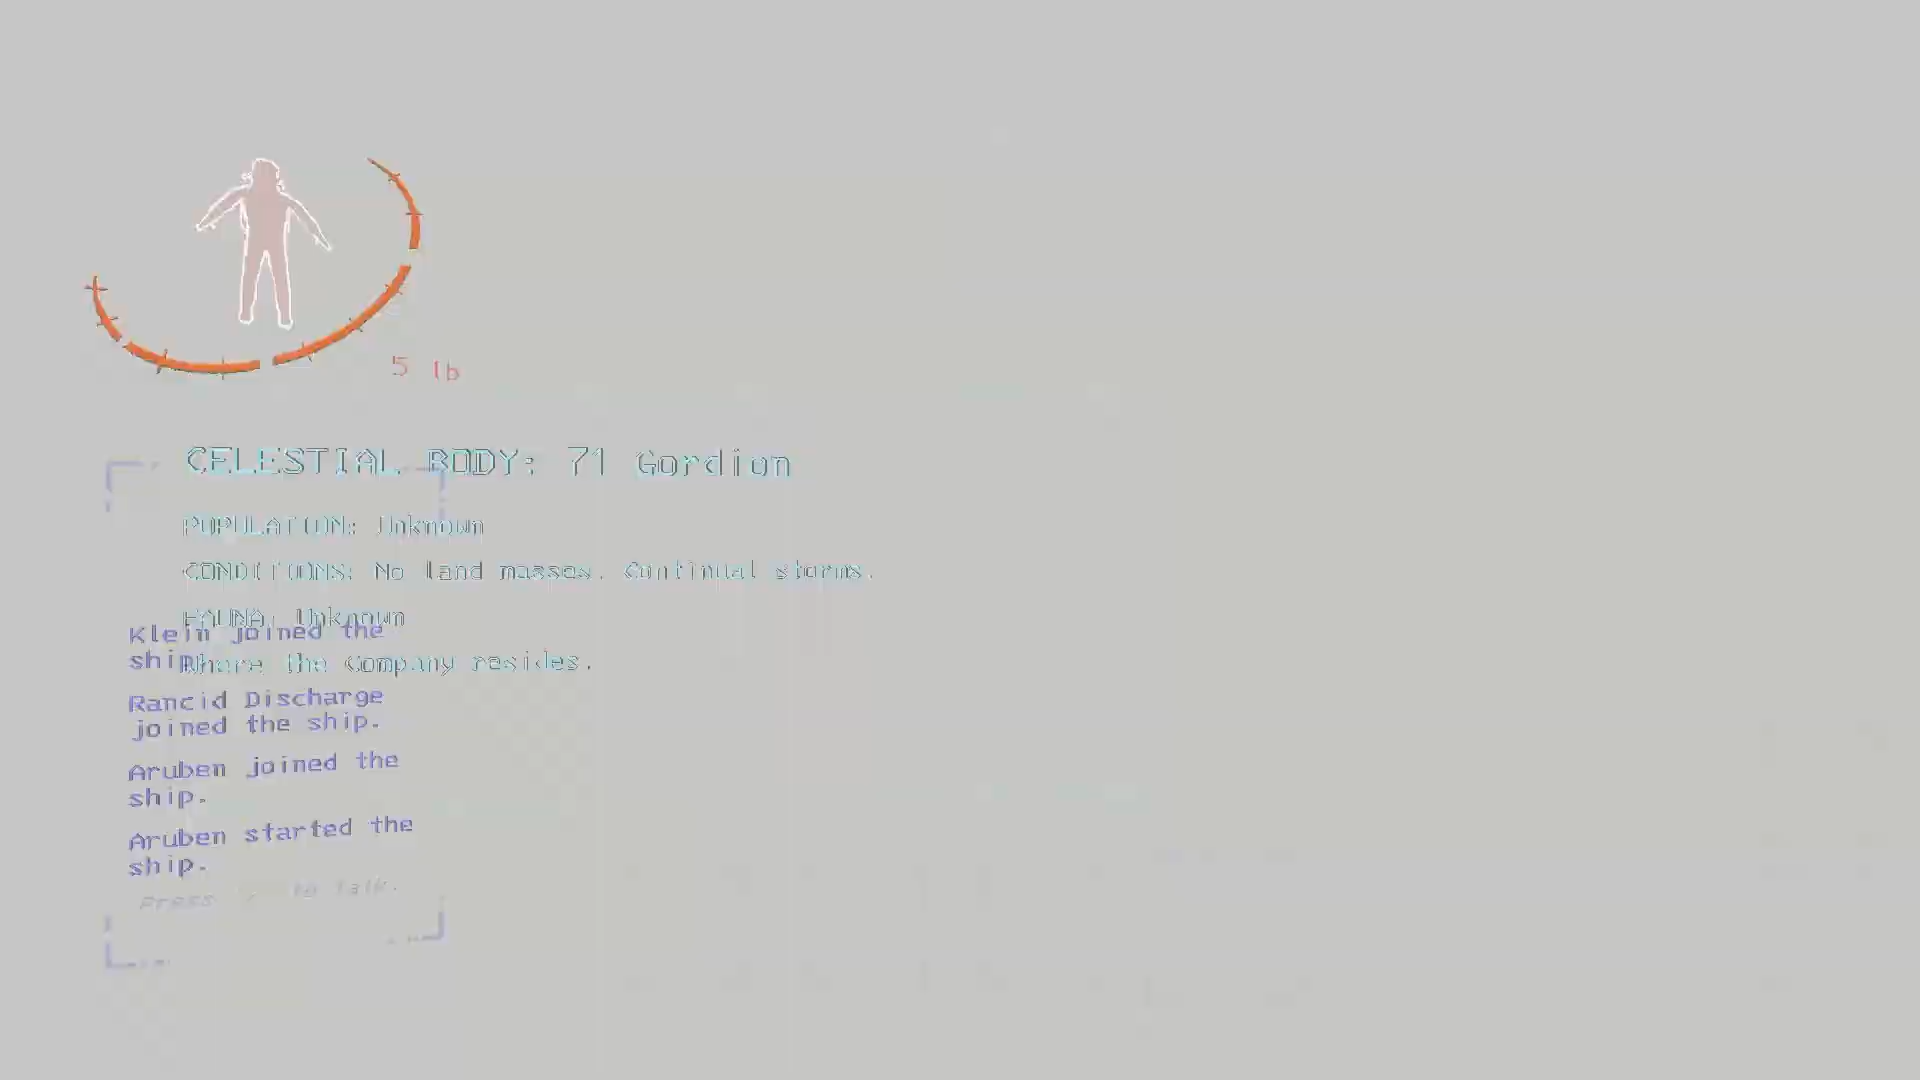 5 lb
CELESTIAL BODY: 71 Gordion
POPULATION: Unknown
CONDITIONS: No land masses. Continual storms.
FAUNA: Unknown
Where the Company resides.
Klein joined the
ship.
Rancid Discharge
joined the ship.
Aruben joined the
ship.
Aruben started the
ship.
Press to talk.